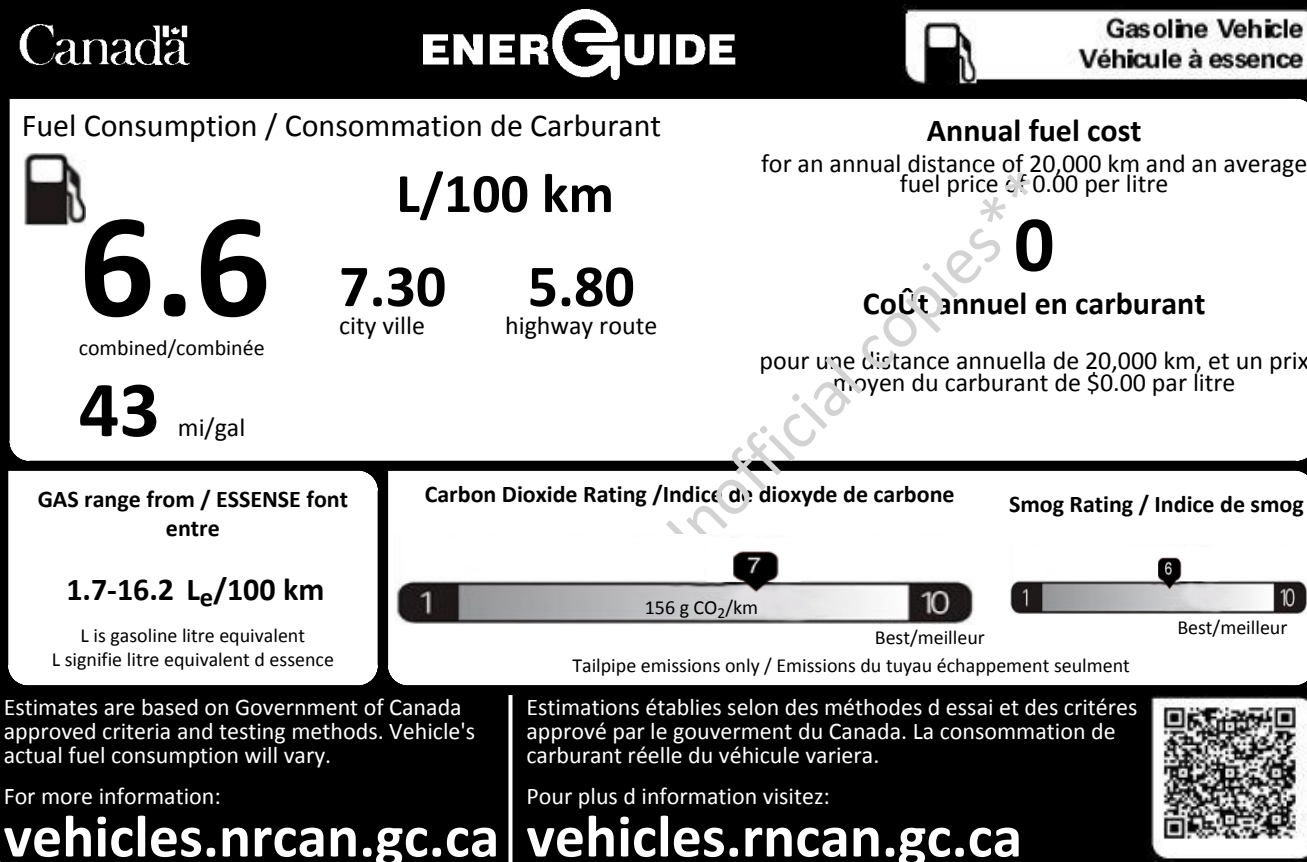 Canada
ENERGUIDE
Gasoline Vehicle
Véhicule à essence
Fuel Consumption / Consommation de Carburant
L/100 km
6.6
combined/combinée
7.30
city ville
5.80
highway route
43 mi/gal
Annual fuel cost
for an annual distance of 20,000 km and an average
fuel price of 0.00 per litre
0
CoÛt annuel en carburant
pour une distance annuella de 20,000 km, et un prix
moyen du carburant de $0.00 par litre
copies**
GAS range from / ESSENSE font
entre
1.7-16.2 Le/100 km
L is gasoline litre equivalent
L signifie litre equivalent d essence
Carbon Dioxide Rating /Indice de dioxyde de carbone
7
1
156 g CO2/km
10
Best/meilleur
Smog Rating / Indice de smog
6
1
10
Best/meilleur
Tailpipe emissions only / Emissions du tuyau échappement seulment
Estimates are based on Government of Canada
approved criteria and testing methods. Vehicle's
actual fuel consumption will vary.
For more information:
vehicles.nrcan.gc.ca
Estimations établies selon des méthodes d essai et des critéres
approvć par le gouverment du Canada. La consommation de
carburant réelle du véhicule variera.
Pour plus d information visitez:
vehicles.rncan.gc.ca